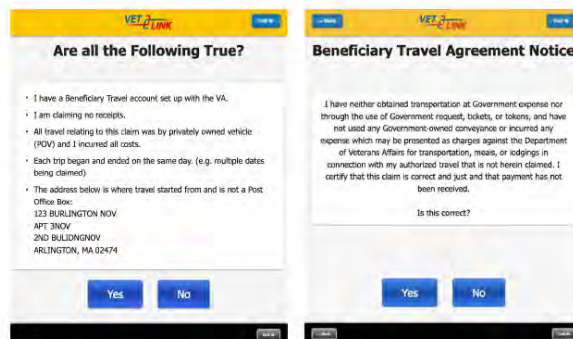 VET LINK
Are all the Following True?
• I have a Beneficiary Travel account set up with the VA.
• I am claiming no receipts.
• All travel relating to this claim was by privately owned vehicle
(POV) and I incurred all costs.
• Each trip began and ended on the same day. (e.g. multiple dates
being claimed)
• The address below is where travel started from and is not a Post
Office Box:
123 BURLINGTON NOV
APT 3NOV
2ND BULIDNGNOV
ARLINGTON, MA 02474
Yes No
VET LINK
Beneficiary Travel Agreement Notice
I have neither obtained transportation at Government expense nor
through the use of Government request, tickets, or tokens, and have
not used any Government-owned conveyance or incurred any
expense which may be presented as charges against the Department
of Veterans Affairs for transportation, meals, or lodgings in
connection with my authorized travel that is not herein claimed. I
certify that this claim is correct and just and that payment has not
been received.
Is this correct?
Yes No